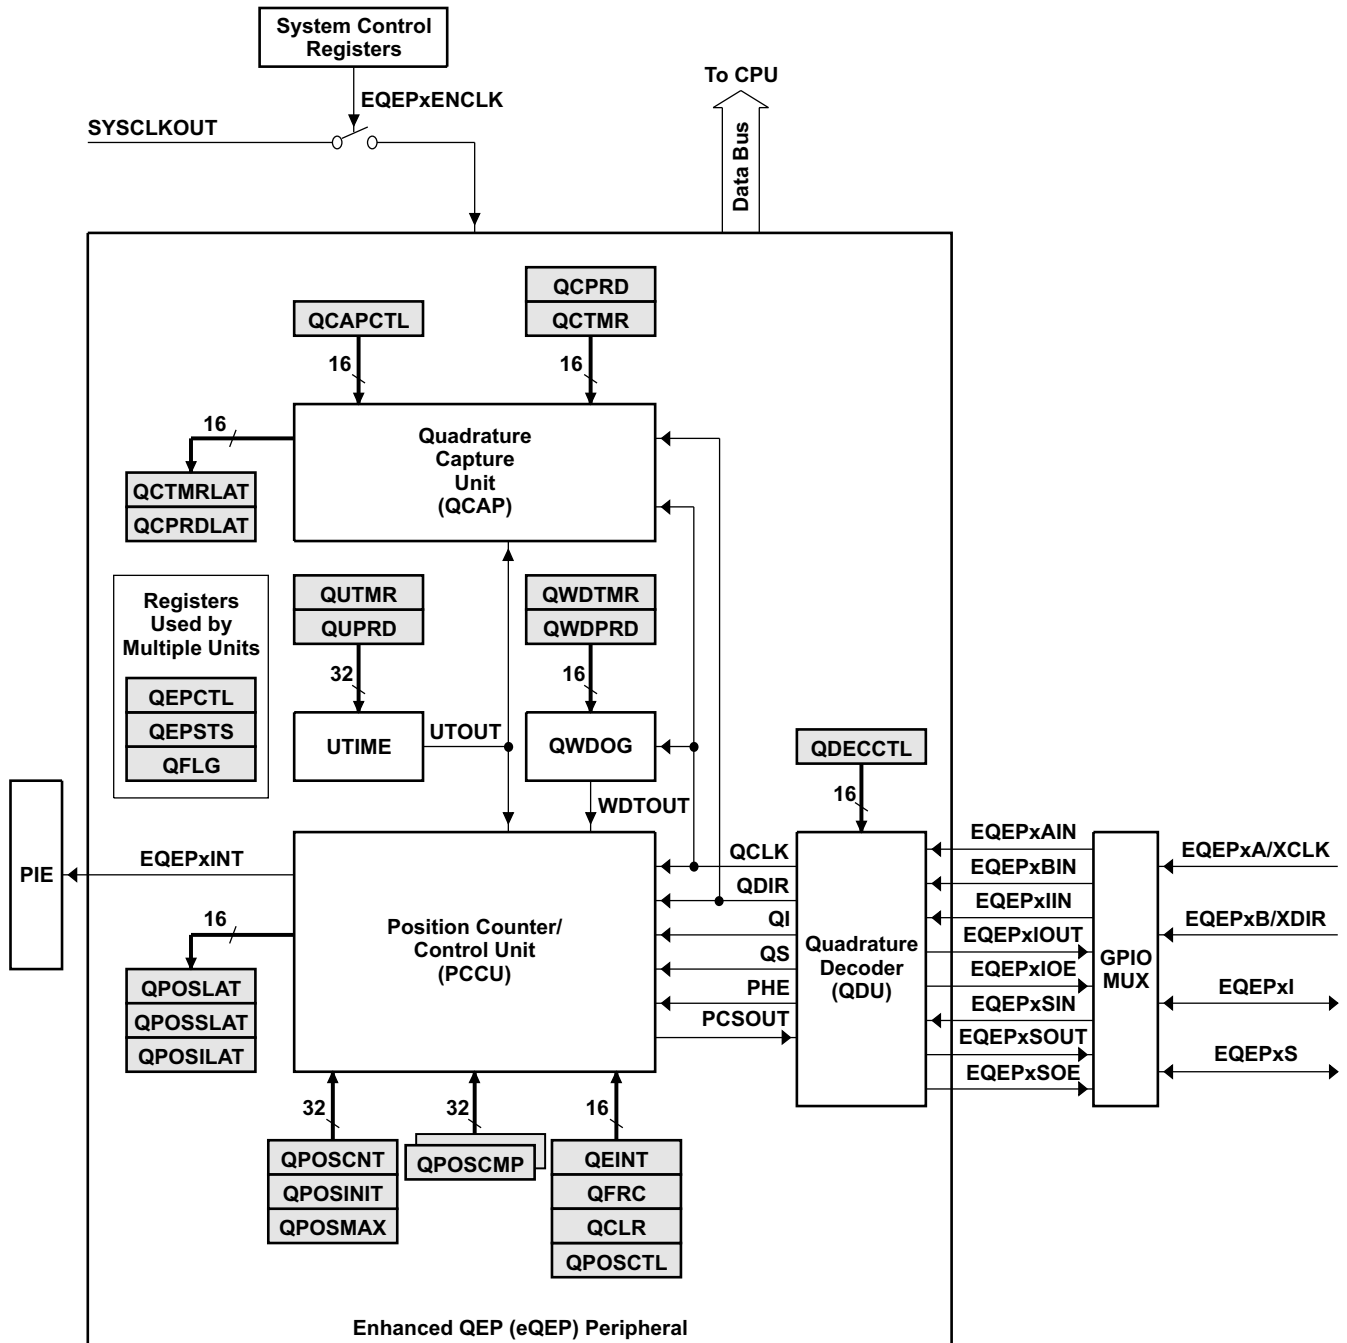 System Control
Registers
To CPU
EQEPxENCLK
SYSCLKOUT
Data Bus
QCPRD
QCAPCTL
QCTMR
16
16
16
Quadrature
Capture
Unit
(QCAP)
QCTMRLAT
QCPRDLAT
Registers
Used by
Multiple Units
QEPCTL
QEPSTS
QFLG
QUTMR
QUPRD
QWDTMR
QWDPRD
32
16
UTIME
UTOUT
QWDOG
QDECCTL
WDTOUT
16
PIE
EQEPxINT
16
Position Counter/
Control Unit
(PCCU)
QCLK
QDIR
QI
QS
PHE
PCSOUT
Quadrature
Decoder
(QDU)
EQEPxAIN
EQEPxBIN
EQEPxIIN
EQEPxIOUT
EQEPxIOE
EQEPxSIN
EQEPxSOUT
EQEPxSOE
GPIO
MUX
EQEPxA/XCLK
EQEPxB/XDIR
EQEPxI
EQEPxS
QPOSLAT
QPOSSLAT
QPOSILAT
32
32
16
QPOSCNT
QPOSINIT
QPOSMAX
QPOSCMP
QEINT
QFRC
QCLR
QPOSCTL
Enhanced QEP (eQEP) Peripheral